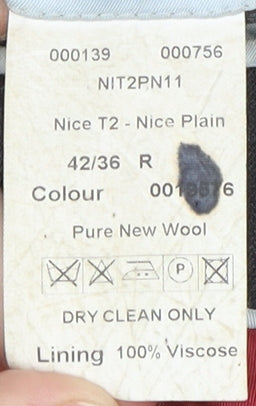 000139 000756
NIT2PN11
Nice T2 - Nice Plain
42/36 R
Colour
Pure New Wool
P
DRY CLEAN ONLY
Lining 100% Viscose